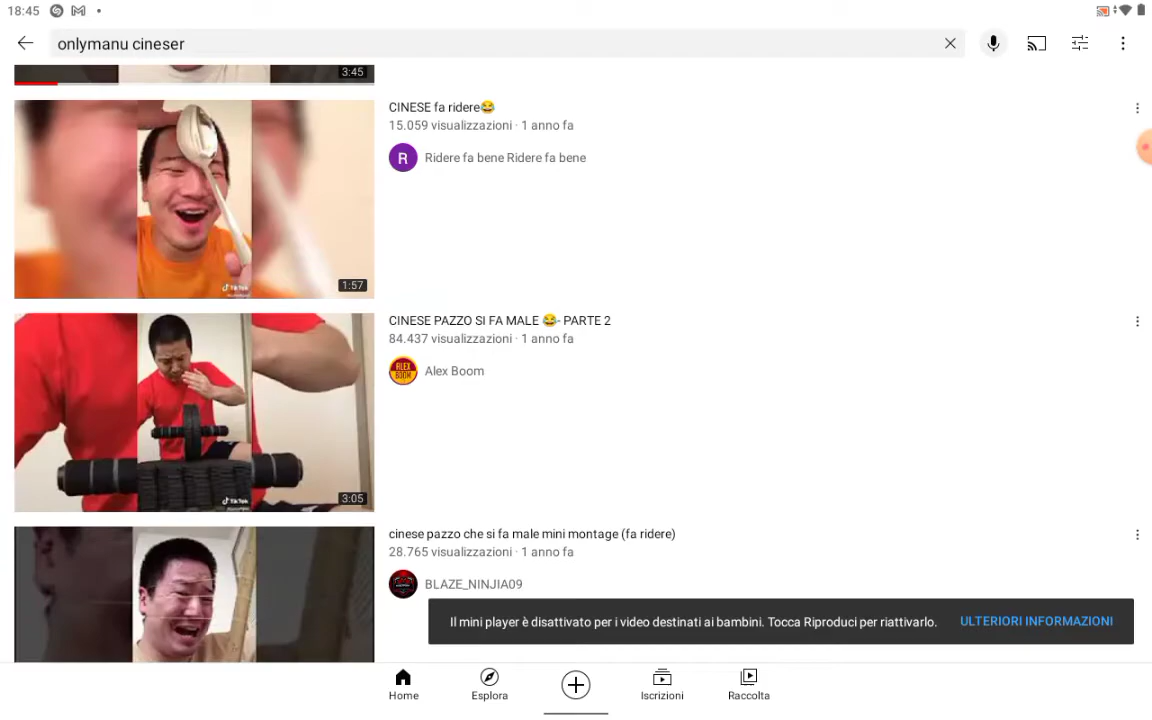 18:45
onlymanu cineser
3:45
CINESE fa ridere😂
15.059 visualizzazioni · 1 anno fa
R Ridere fa bene Ridere fa bene
TikTok
1:57
CINESE PAZZO SI FA MALE 😂- PARTE 2
84.437 visualizzazioni · 1 anno fa
ALEX BOOM Alex Boom
TikTok
3:05
cinese pazzo che si fa male mini montage (fa ridere)
28.765 visualizzazioni · 1 anno fa
BLAZE_NINJIA09
Il mini player è disattivato per i video destinati ai bambini. Tocca Riproduci per riattivarlo. ULTERIORI INFORMAZIONI
Home Esplora Iscrizioni Raccolta